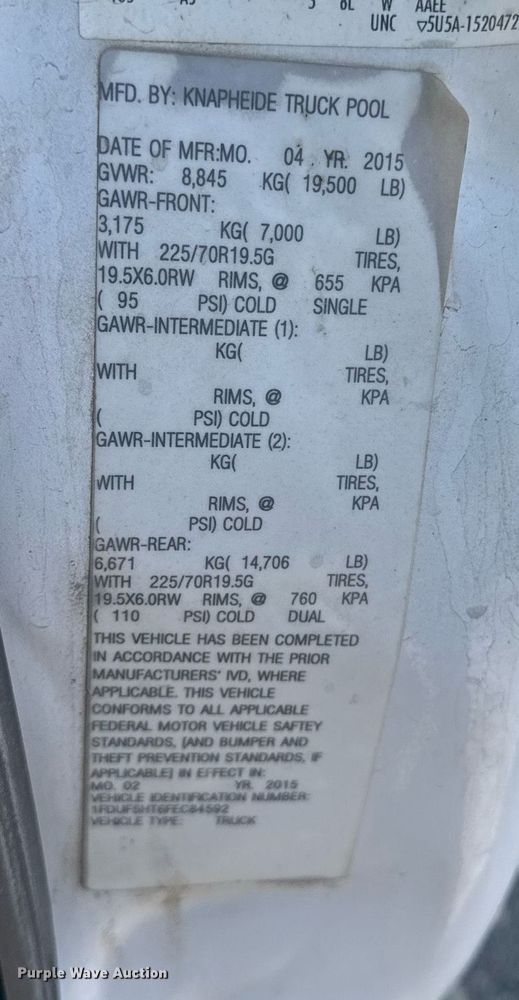 AAEE
UNC ▽5U5A-1520472
MFD. BY: KNAPHEIDE TRUCK POOL
DATE OF MFR:MO. 04 YR. 2015
GVWR: 8,845 KG( 19,500 LB)
GAWR-FRONT:
3,175 KG( 7,000 LB)
WITH 225/70R19.5G TIRES,
19.5X6.0RW RIMS, @ 655 KPA
( 95 PSI) COLD SINGLE
GAWR-INTERMEDIATE (1):
KG( LB)
WITH TIRES,
RIMS, @ KPA
( PSI) COLD
GAWR-INTERMEDIATE (2):
KG( LB)
WITH TIRES,
RIMS, @ KPA
( PSI) COLD
GAWR-REAR:
6,671 KG( 14,706 LB)
WITH 225/70R19.5G TIRES,
19.5X6.0RW RIMS, @ 760 KPA
( 110 PSI) COLD DUAL
THIS VEHICLE HAS BEEN COMPLETED
IN ACCORDANCE WITH THE PRIOR
MANUFACTURERS' IVD, WHERE
APPLICABLE. THIS VEHICLE
CONFORMS TO ALL APPLICABLE
FEDERAL MOTOR VEHICLE SAFTEY
STANDARDS, [AND BUMPER AND
THEFT PREVENTION STANDARDS, IF
APPLICABLE] IN EFFECT IN:
MO. 02 YR. 2015
VEHICLE IDENTIFICATION NUMBER:
1FDUF5HT6FEC84592
VEHICLE TYPE: TRUCK
Purple Wave Auction